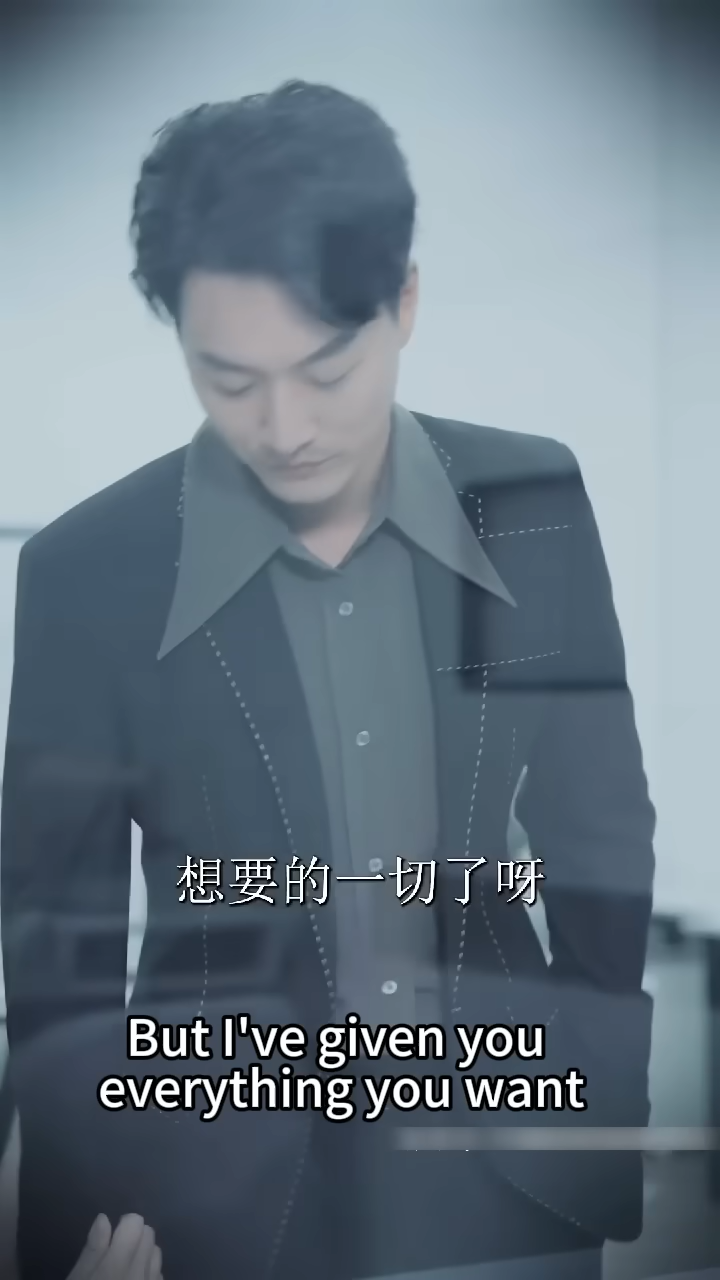 想要的一切了呀
But I've given you
everything you want